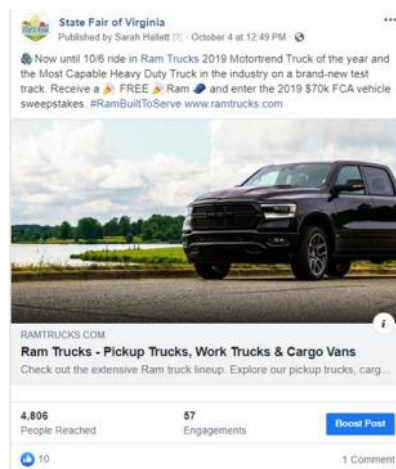 State Fair of Virginia
Published by Sarah Hallett [?] · October 4 at 12:49 PM ·
Now until 10/6 ride in Ram Trucks 2019 Motortrend Truck of the year and
the Most Capable Heavy Duty Truck in the industry on a brand-new test
track. Receive a 🎉 FREE 🎉 Ram 🧢 and enter the 2019 $70k FCA vehicle
sweepstakes. #RamBuiltToServe www.ramtrucks.com
RAMTRUCKS.COM
Ram Trucks - Pickup Trucks, Work Trucks & Cargo Vans
Check out the extensive Ram truck lineup. Explore our pickup trucks, carg...
4,806
People Reached
57
Engagements
Boost Post
10
1 Comment